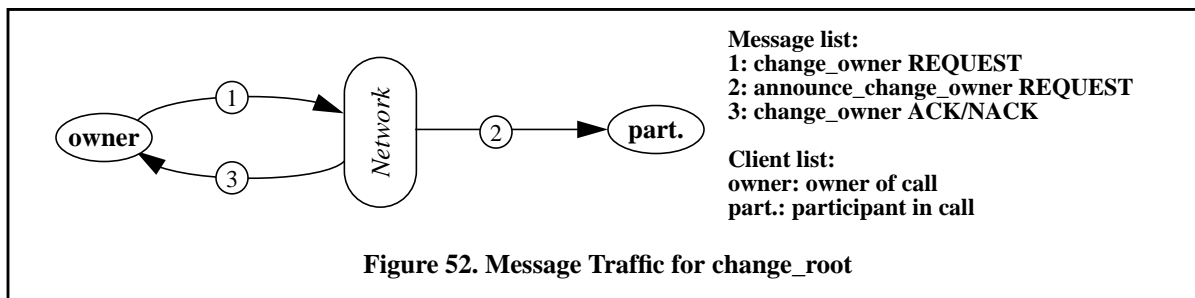 1
owner
3
Network
2
part.
Message list:
1: change_owner REQUEST
2: announce_change_owner REQUEST
3: change_owner ACK/NACK
Client list:
owner: owner of call
part.: participant in call
Figure 52. Message Traffic for change_root